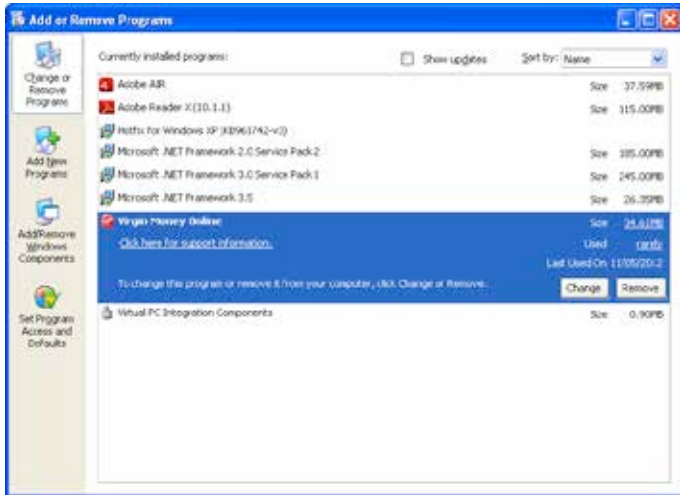 Add or Remove Programs
Change or Remove Programs
Add New Programs
Add/Remove Windows Components
Set Program Access and Defaults
Currently installed programs:
Show updates
Sort by: Name
Adobe AIR Size 37.59MB
Adobe Reader X (10.1.1) Size 115.00MB
Hotfix for Windows XP (KB961742-v3)
Microsoft .NET Framework 2.0 Service Pack 2 Size 185.00MB
Microsoft .NET Framework 3.0 Service Pack 1 Size 245.00MB
Microsoft .NET Framework 3.5 Size 26.35MB
Virgin Money Online Size 34.61MB
Click here for support information. Used rarely
Last Used On 11/05/2012
To change this program or remove it from your computer, click Change or Remove.
Change Remove
Virtual PC Integration Components Size 0.90MB